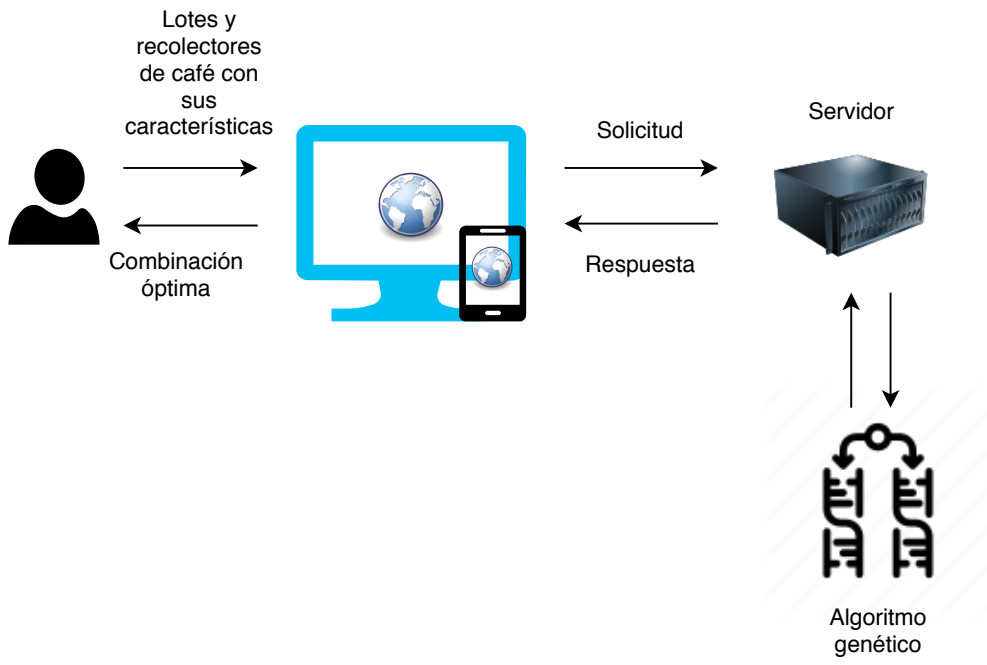 Lotes y
recolectores
de café con
sus
características
Solicitud
Servidor
Combinación
óptima
Respuesta
Algoritmo
genético